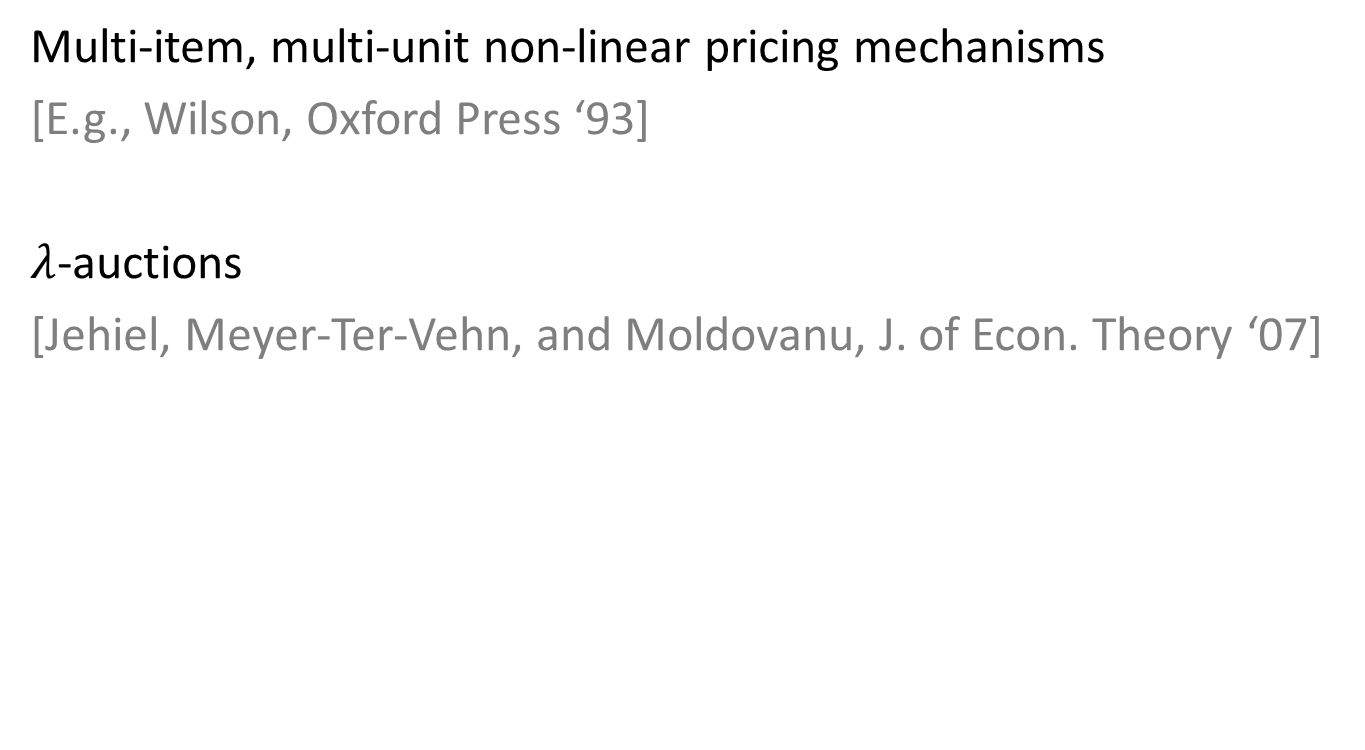 Multi-item, multi-unit non-linear pricing mechanisms
[E.g., Wilson, Oxford Press ‘93]
𝜆-auctions
[Jehiel, Meyer-Ter-Vehn, and Moldovanu, J. of Econ. Theory ‘07]